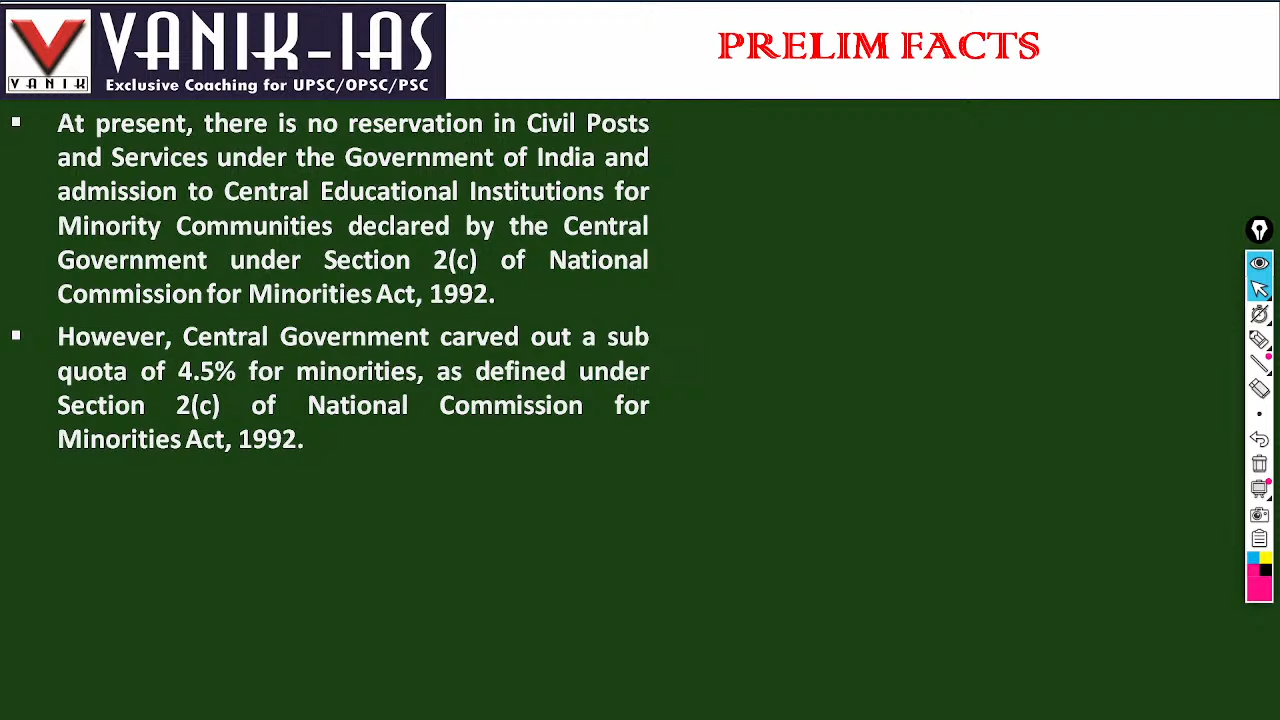 VANIK
VANIK-IAS
Exclusive Coaching for UPSC/OPSC/PSC
PRELIM FACTS
▪ At present, there is no reservation in Civil Posts
and Services under the Government of India and
admission to Central Educational Institutions for
Minority Communities declared by the Central
Government under Section 2(c) of National
Commission for Minorities Act, 1992.
▪ However, Central Government carved out a sub
quota of 4.5% for minorities, as defined under
Section 2(c) of National Commission for
Minorities Act, 1992.